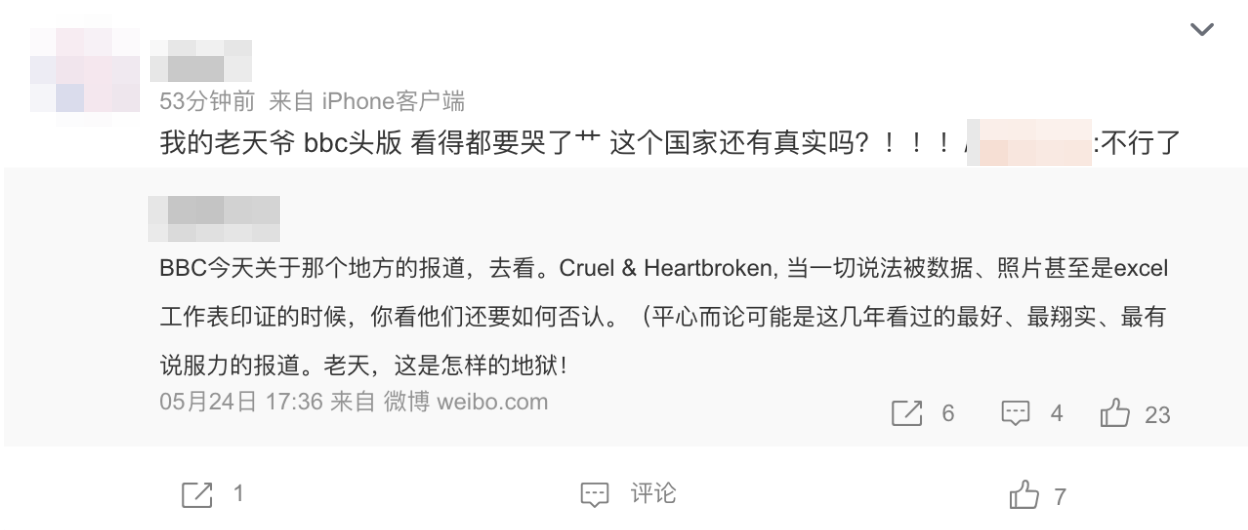 53分钟前 来自 iPhone客户端
我的老天爷 bbc头版 看得都要哭了艹 这个国家还有真实吗？！！！/ :不行了
BBC今天关于那个地方的报道，去看。Cruel & Heartbroken, 当一切说法被数据、照片甚至是excel
工作表印证的时候，你看他们还要如何否认。（平心而论可能是这几年看过的最好、最翔实、最有
说服力的报道。老天，这是怎样的地狱！
05月24日 17:36 来自 微博 weibo.com
6 4 23
1 评论 7